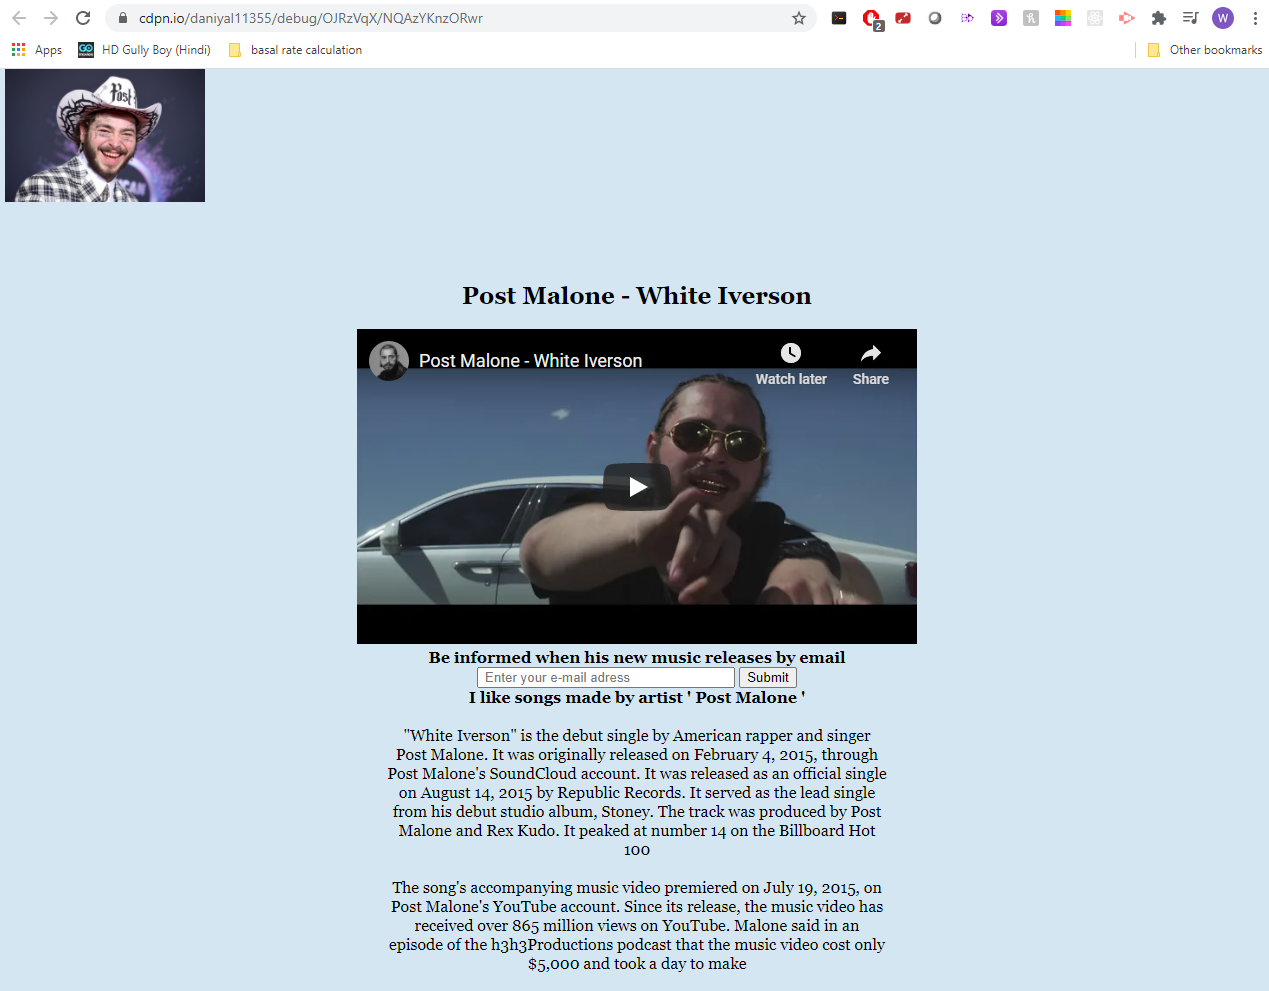 cdpn.io/daniyal11355/debug/OJRzVqX/NQAzYKnzORwr
2
W
Apps
GO
movies
HD Gully Boy (Hindi)
basal rate calculation
Other bookmarks
Post
Post Malone - White Iverson
Post Malone - White Iverson
Watch later
Share
Be informed when his new music releases by email
Enter your e-mail adress
Submit
I like songs made by artist ' Post Malone '
"White Iverson" is the debut single by American rapper and singer
Post Malone. It was originally released on February 4, 2015, through
Post Malone's SoundCloud account. It was released as an official single
on August 14, 2015 by Republic Records. It served as the lead single
from his debut studio album, Stoney. The track was produced by Post
Malone and Rex Kudo. It peaked at number 14 on the Billboard Hot
100
The song's accompanying music video premiered on July 19, 2015, on
Post Malone's YouTube account. Since its release, the music video has
received over 865 million views on YouTube. Malone said in an
episode of the h3h3Productions podcast that the music video cost only
$5,000 and took a day to make